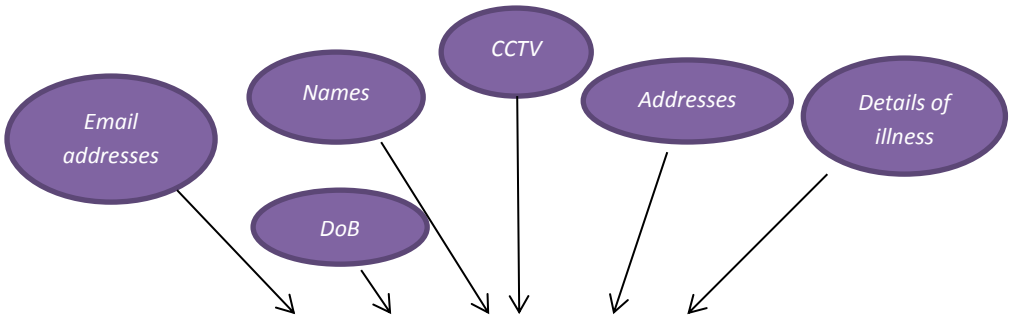 Email
addresses
Names
DoB
CCTV
Addresses
Details of
illness